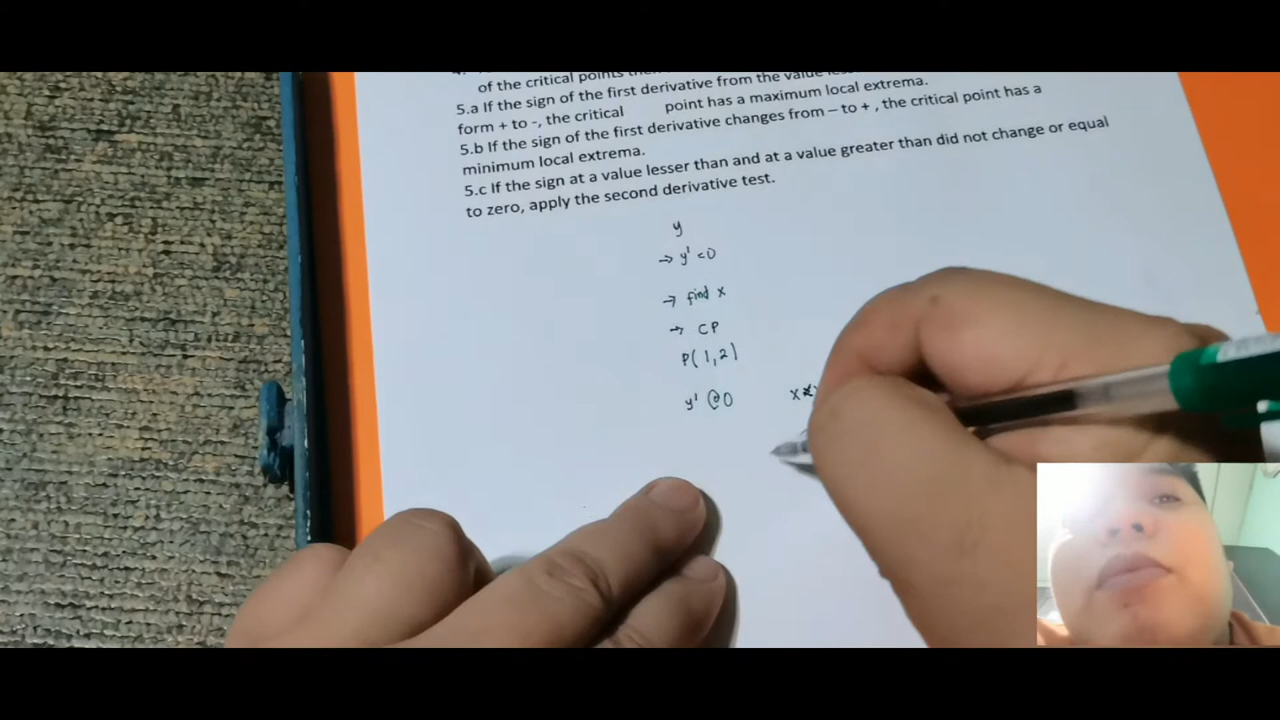 of the critical points
5.a If the sign of the first derivative from the value
form + to -, the critical point has a maximum local extrema.
5.b If the sign of the first derivative changes from – to + , the critical point has a
minimum local extrema.
5.c If the sign at a value lesser than and at a value greater than did not change or equal
to zero, apply the second derivative test.
y
→ y' =0
→ find x
→ CP
P(1,2)
y' @0 x